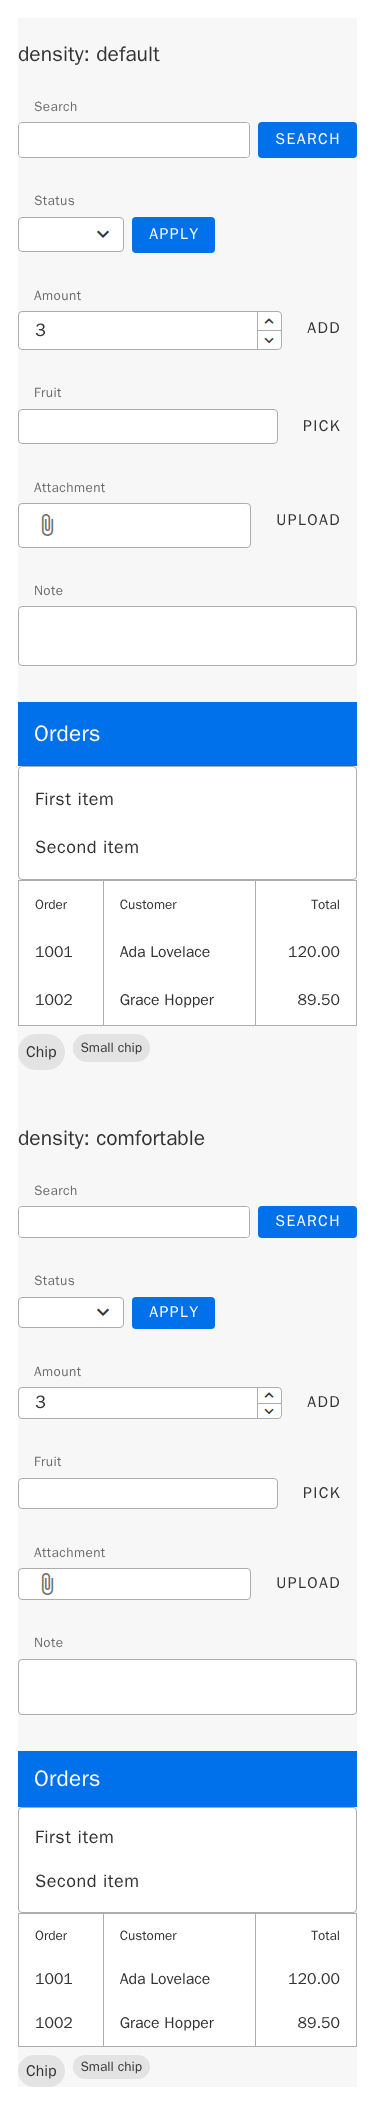 density: default
Search
SEARCH
Status
APPLY
Amount
3
ADD
Fruit
PICK
Attachment
UPLOAD
Note
Orders
First item
Second item
Order Customer Total
1001 Ada Lovelace 120.00
1002 Grace Hopper 89.50
Chip Small chip
density: comfortable
Search
SEARCH
Status
APPLY
Amount
3
ADD
Fruit
PICK
Attachment
UPLOAD
Note
Orders
First item
Second item
Order Customer Total
1001 Ada Lovelace 120.00
1002 Grace Hopper 89.50
Chip Small chip